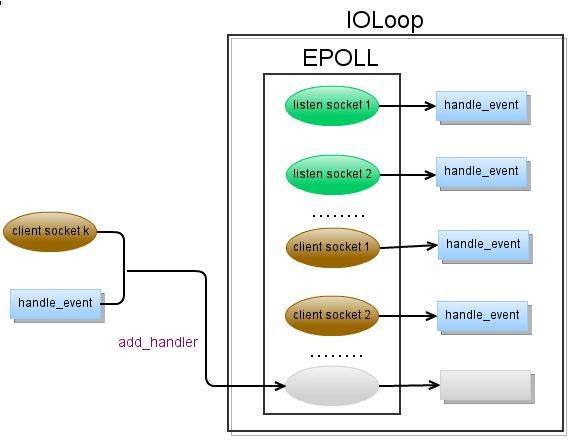 IOLoop
EPOLL
listen socket 1
handle_event
listen socket 2
handle_event
........
client socket k
client socket 1
handle_event
handle_event
client socket 2
handle_event
add_handler
........